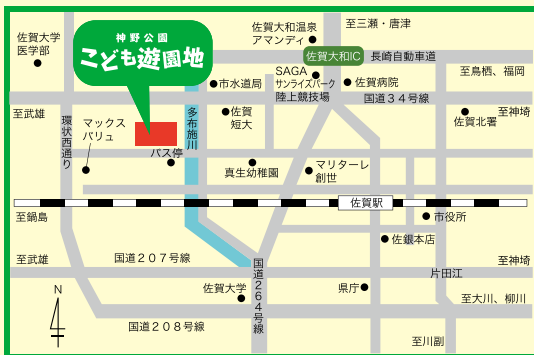 神野公園
こども遊園地
佐賀大学
医学部
佐賀大和温泉
アマンディ
至三瀬・唐津
佐賀大和IC
長崎自動車道
至鳥栖、福岡
市水道局
SAGA
サンライズパーク
陸上競技場
佐賀病院
国道34号線
至武雄
環状西通り
マックス
バリュ
バス停
多布施川
佐賀
短大
佐賀北署
至神埼
真生幼稚園
マリターレ
創世
佐賀駅
至鍋島
市役所
佐銀本店
至武雄
国道207号線
国道264号線
片田江
至神埼
佐賀大学
県庁
至大川、柳川
国道208号線
至川副
N